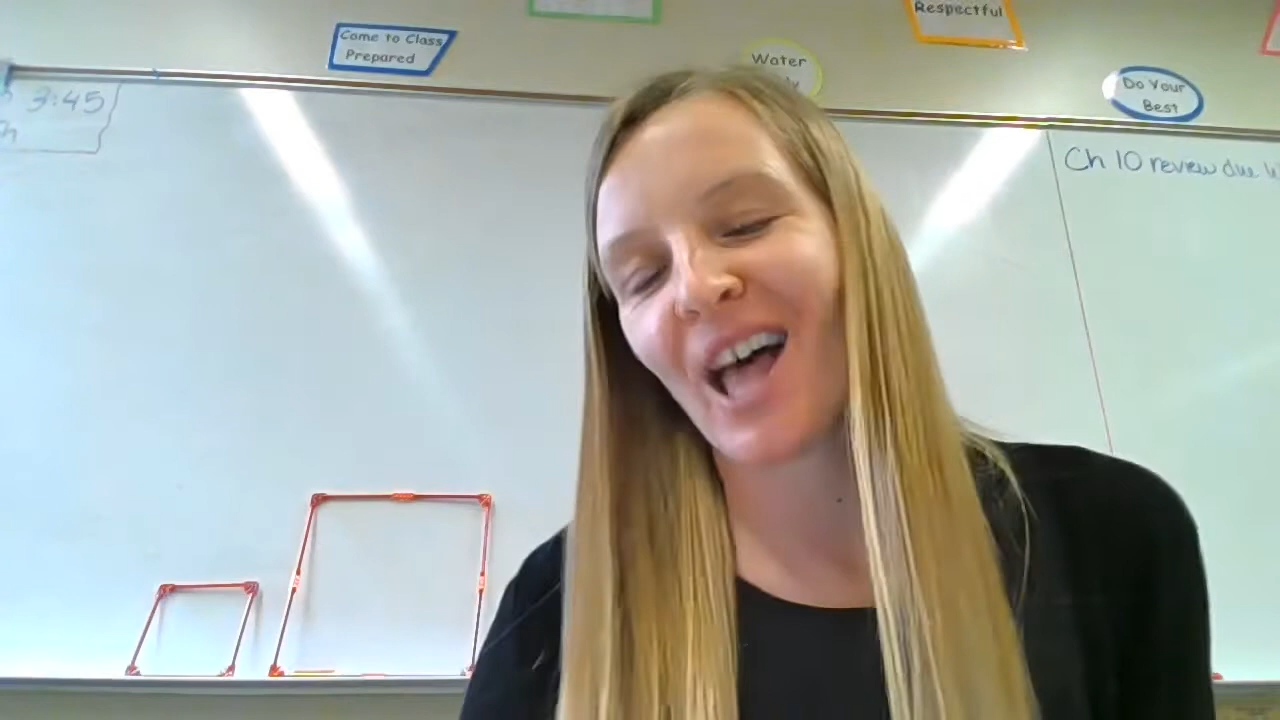 Come to Class
Prepared
Water
Respectful
Do Your
Best
3:45
Ch 10 review due